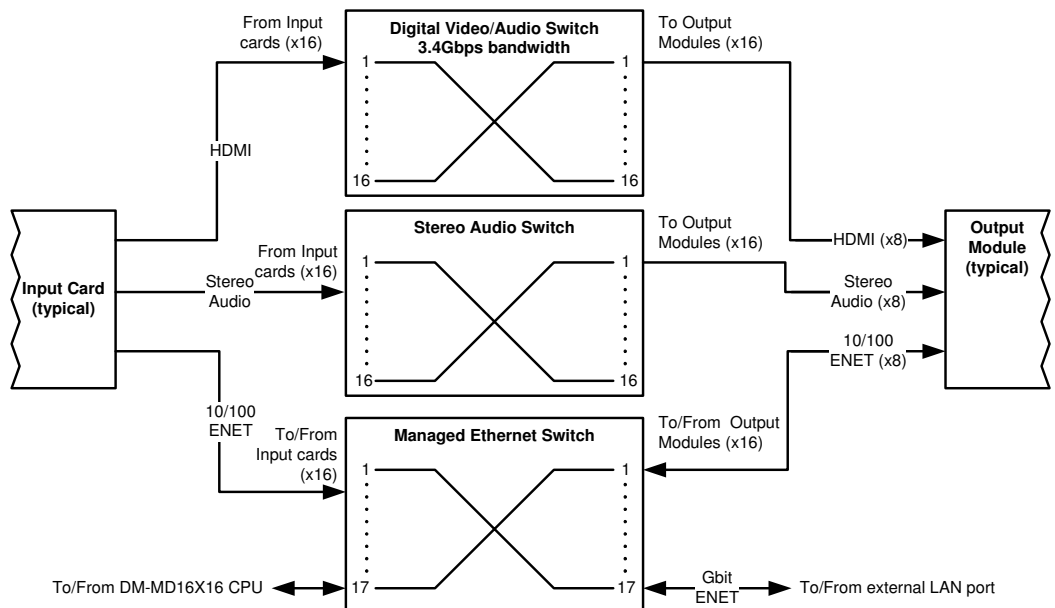 From Input
cards (x16)
Digital Video/Audio Switch
3.4Gbps bandwidth
To Output
Modules (x16)
1
1
HDMI
16
16
From Input
cards (x16)
Stereo Audio Switch
To Output
Modules (x16)
1
1
Input Card
(typical)
Stereo
Audio
HDMI (x8)
Stereo
Audio (x8)
10/100
ENET (x8)
Output
Module
(typical)
16
16
10/100
ENET
To/From
Input cards
(x16)
Managed Ethernet Switch
To/From Output
Modules (x16)
1
1
To/From DM-MD16X16 CPU
17
17
Gbit
ENET
To/From external LAN port